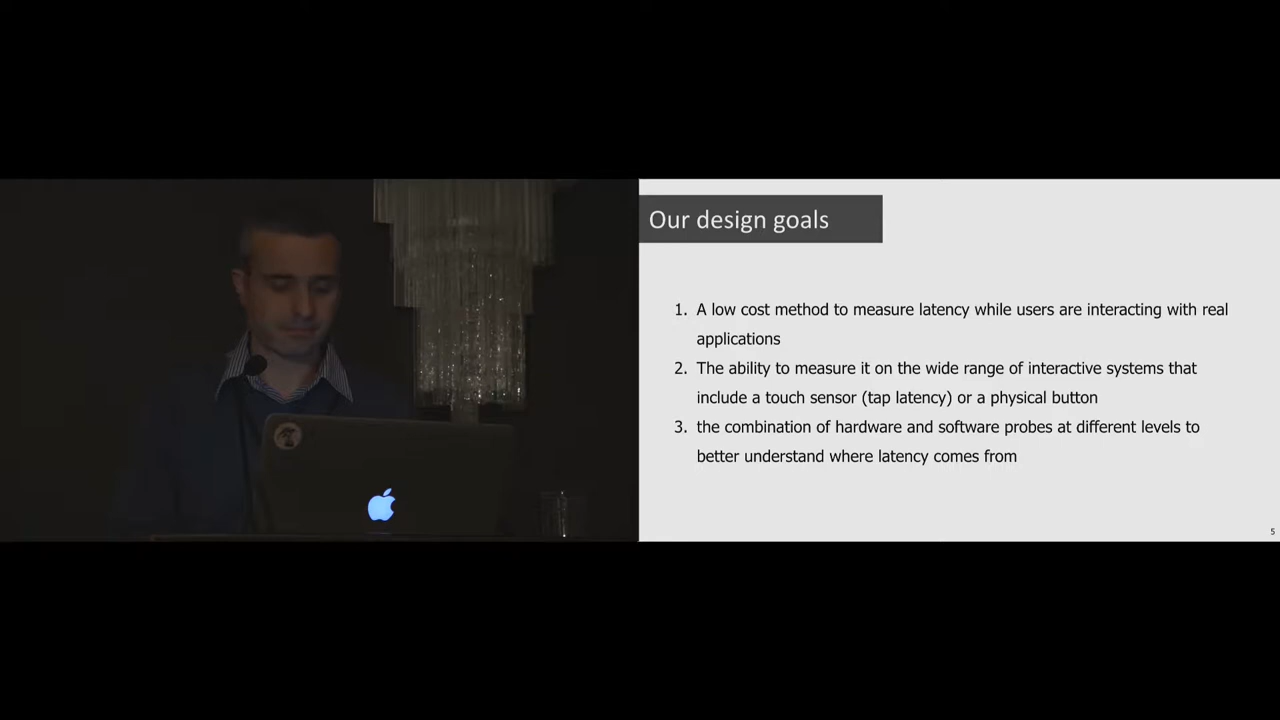 Our design goals
1. A low cost method to measure latency while users are interacting with real
applications
2. The ability to measure it on the wide range of interactive systems that
include a touch sensor (tap latency) or a physical button
3. the combination of hardware and software probes at different levels to
better understand where latency comes from
5